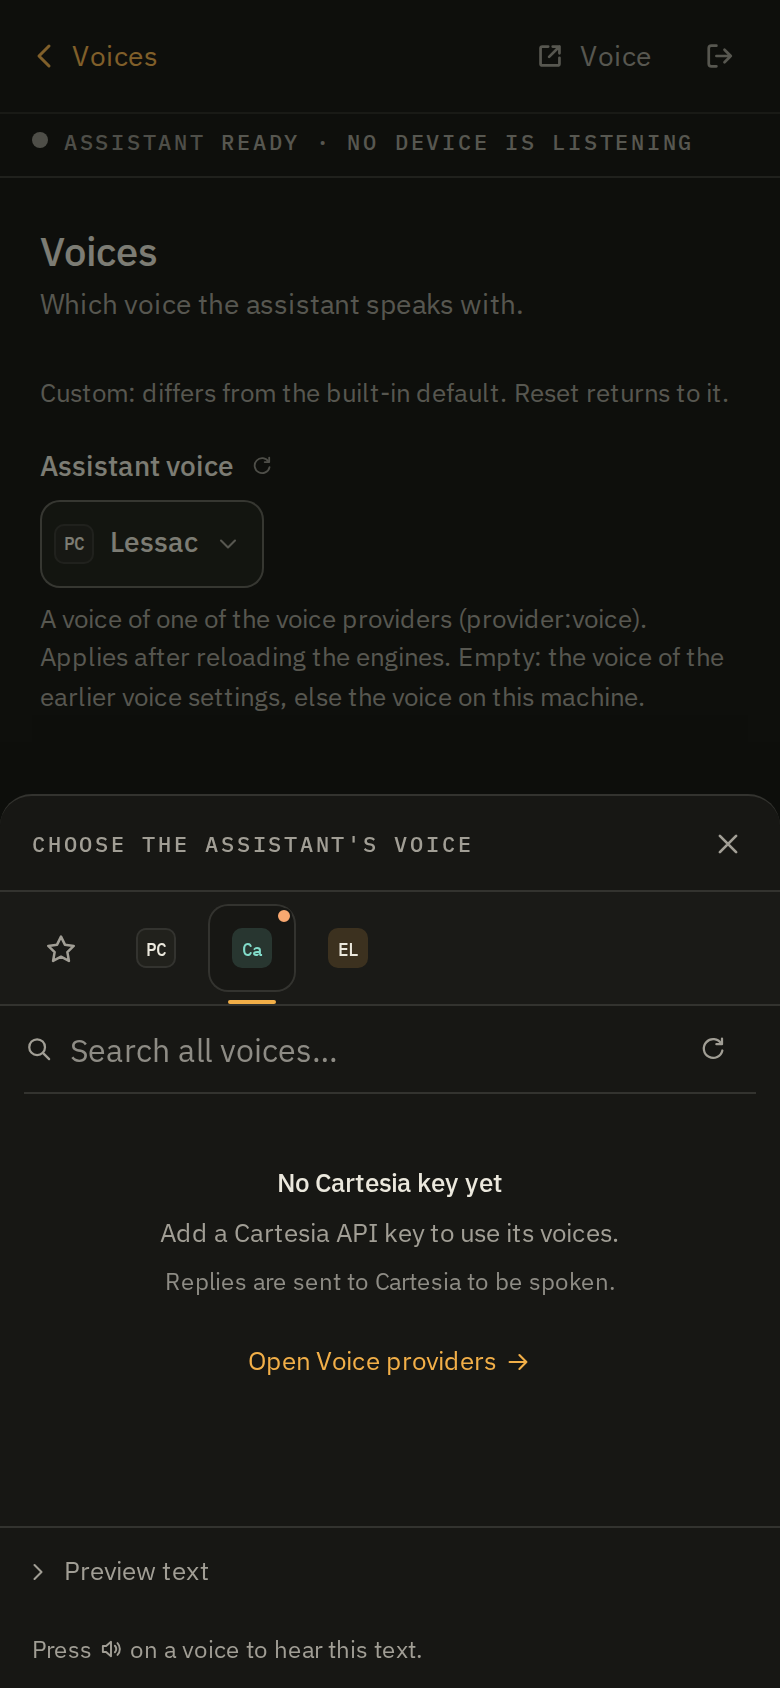 Voices
Voice
ASSISTANT READY · NO DEVICE IS LISTENING
Voices
Which voice the assistant speaks with.
Custom: differs from the built-in default. Reset returns to it.
Assistant voice
PC Lessac
A voice of one of the voice providers (provider:voice).
Applies after reloading the engines. Empty: the voice of the
earlier voice settings, else the voice on this machine.
CHOOSE THE ASSISTANT'S VOICE
PC Ca EL
Search all voices...
No Cartesia key yet
Add a Cartesia API key to use its voices.
Replies are sent to Cartesia to be spoken.
Open Voice providers →
Preview text
Press on a voice to hear this text.